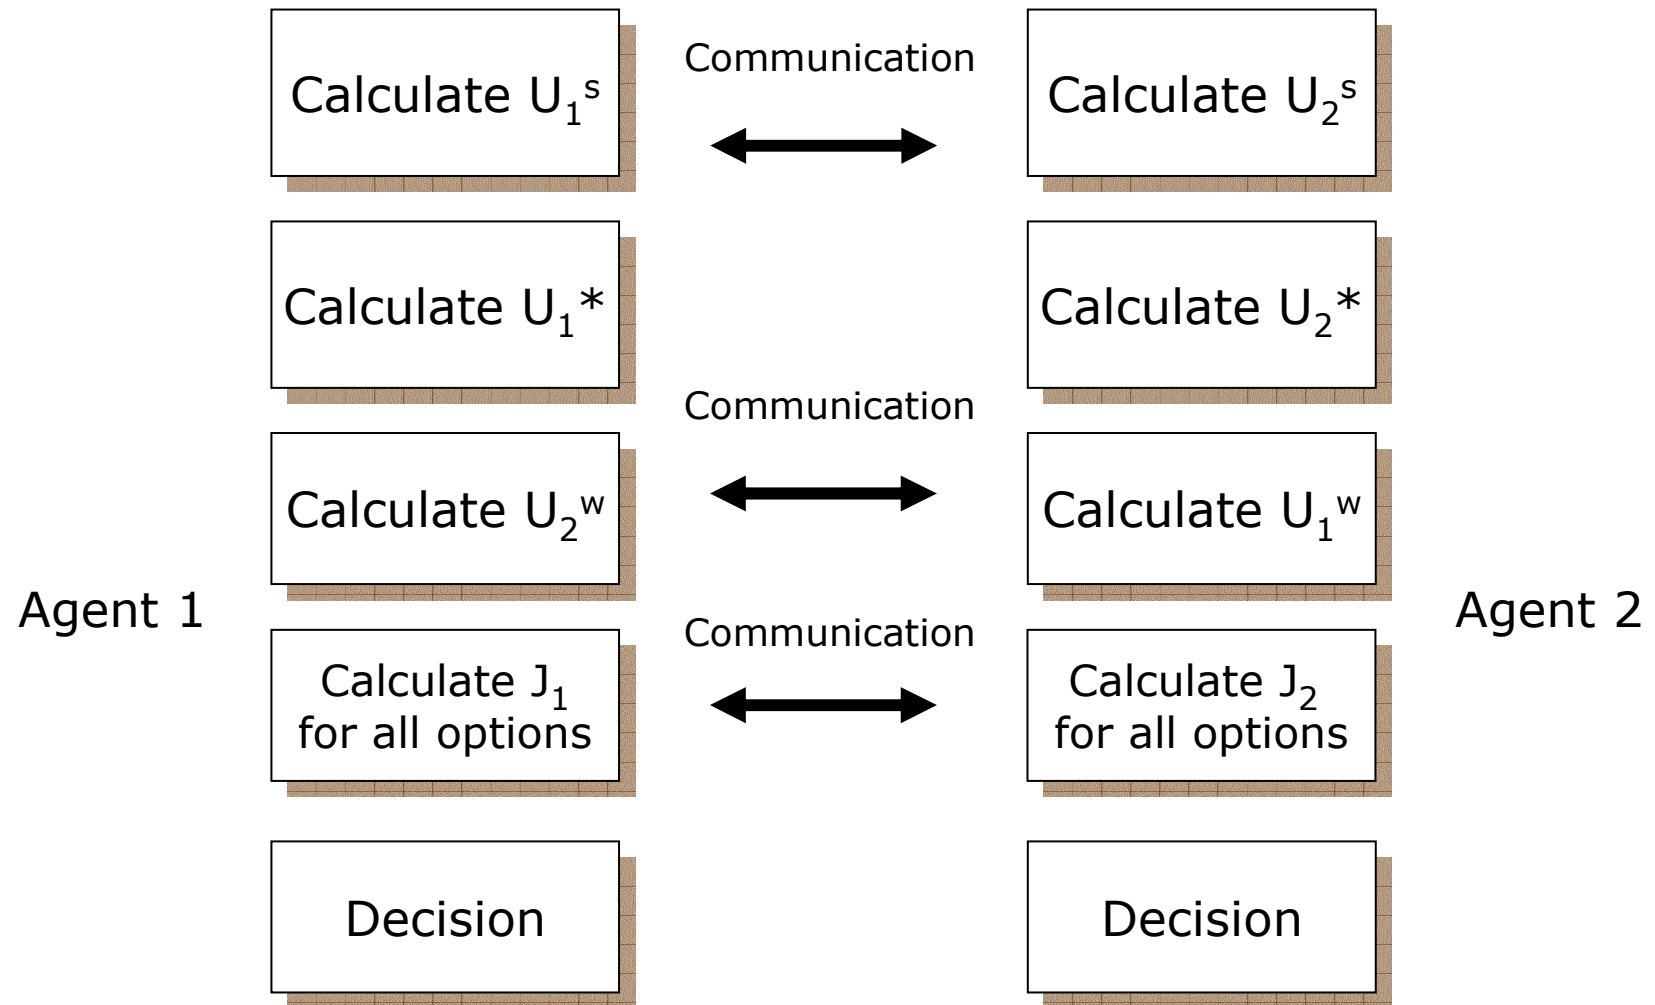 Calculate U₁ˢ
Communication
Calculate U₂ˢ
Calculate U₁*
Calculate U₂*
Communication
Calculate U₂ʷ
Calculate U₁ʷ
Agent 1
Agent 2
Communication
Calculate J₁
for all options
Calculate J₂
for all options
Decision
Decision